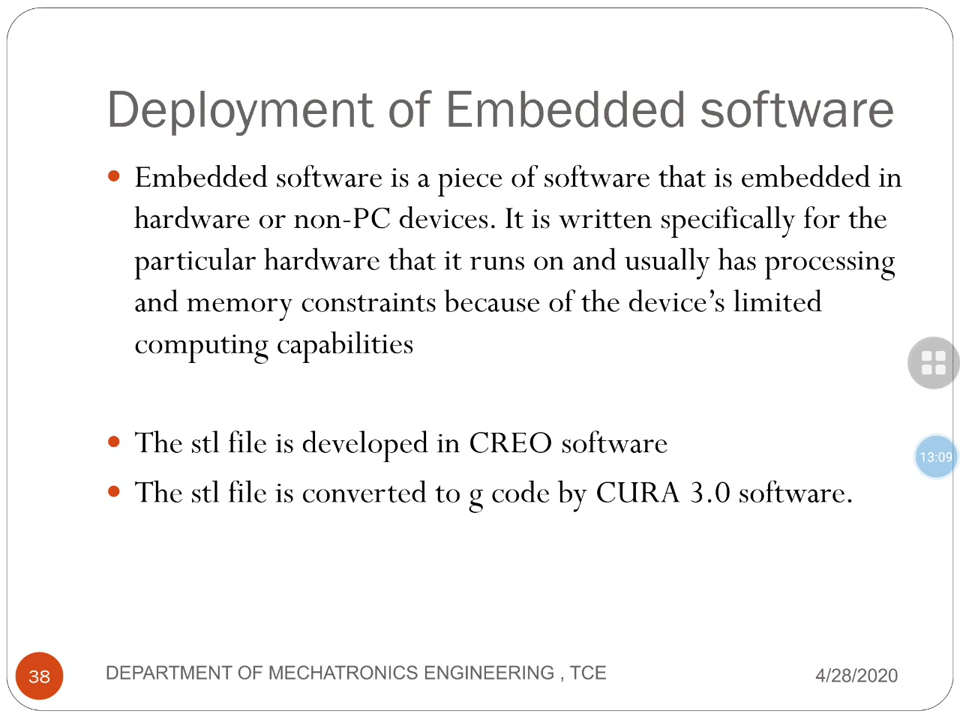 Deployment of Embedded software
• Embedded software is a piece of software that is embedded in
hardware or non-PC devices. It is written specifically for the
particular hardware that it runs on and usually has processing
and memory constraints because of the device’s limited
computing capabilities
• The stl file is developed in CREO software
13:09
• The stl file is converted to g code by CURA 3.0 software.
38
DEPARTMENT OF MECHATRONICS ENGINEERING , TCE
4/28/2020